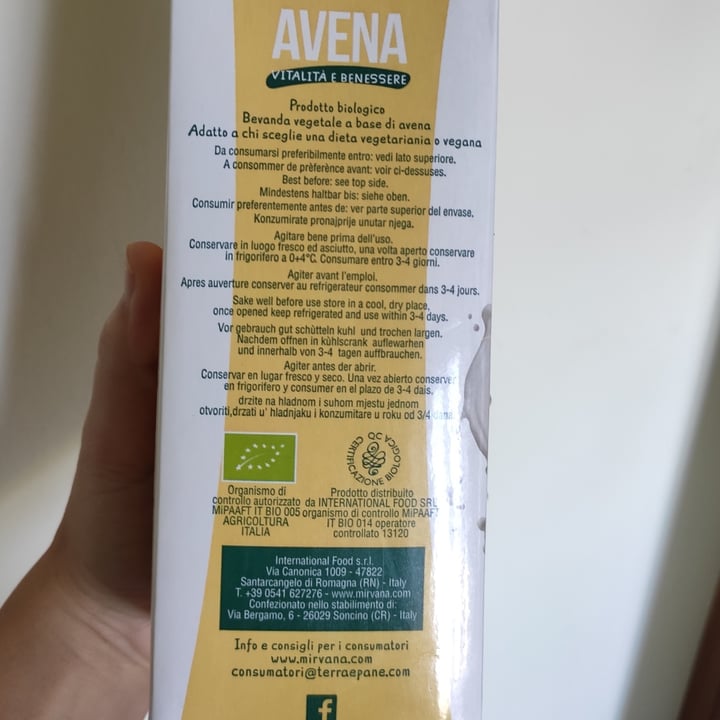 AVENA
VITALITÀ E BENESSERE
Prodotto biologico
Bevanda vegetale a base di avena
Adatto a chi sceglie una dieta vegetariania o vegana
Da consumarsi preferibilmente entro: vedi lato superiore.
A consommer de prèfèrènce avant: voir ci-dessuses.
Best before: see top side.
Mindestens haltbar bis: siehe oben.
Consumir preferentemente antes de: ver parte superior del envase.
Konzumirate pronajprije unutar njega.
Agitare bene prima dell'uso.
Conservare in luogo fresco ed asciutto, una volta aperto conservare
in frigorifero a 0+4°C. Consumare entro 3-4 giorni.
Agiter avant l'emploi.
Apres auverture conserver au refrigerateur consommer dans 3-4 jours.
Sake well before use store in a cool, dry place,
once opened keep refrigerated and use within 3-4 days.
Vor gebrauch gut schütteln kuhl und trochen largen.
Nachdem offnen in kùhlscrank auflewarhen
und innerhalb von 3-4 tagen auffbrauchen.
Agiter antes der abrir.
Conservar en lugar fresco y seco. Una vez abierto conserver
en frigorifero y consumer en el plazo de 3-4 dais.
drzite na hladnom i suhom mjestu jednom
otvoriti,drzati u' hladnjaku i konzumitare u roku od 3/4 dana
QC CERTIFICAZIONE BIOLOGICA
Organismo di
controllo autorizzato
MiPAAFT IT BIO 005
AGRICOLTURA
ITALIA
Prodotto distribuito
da INTERNATIONAL FOOD SRL
organismo di controllo MiPAAFT
IT BIO 014 operatore
controllato 13120
International Food s.r.l.
Via Canonica 1009 - 47822
Santarcangelo di Romagna (RN) - Italy
T. +39 0541 627276 - www.mirvana.com
Confezionato nello stabilimento di:
Via Bergamo, 6 - 26029 Soncino (CR) - Italy
Info e consigli per i consumatori
www.mirvana.com
consumatori@terraepane.com
f